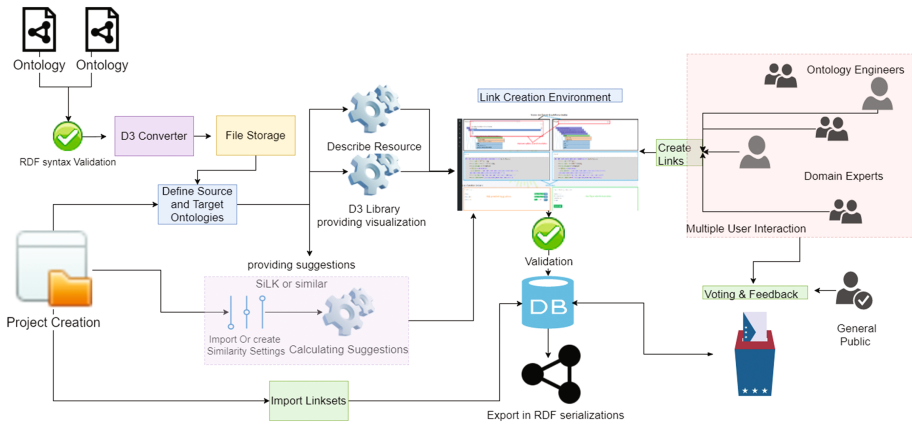 Ontology
Ontology
RDF syntax Validation
D3 Converter
File Storage
Define Source
and Target
Ontologies
Project Creation
Describe Resource
D3 Library
providing visualization
providing suggestions
SiLK or similar
Import Or create
Similarity Settings
Calculating Suggestions
Import Linksets
Link Creation Environment
Validation
DB
Export in RDF serializations
Create
Links
Ontology Engineers
Domain Experts
Multiple User Interaction
Voting & Feedback
General
Public